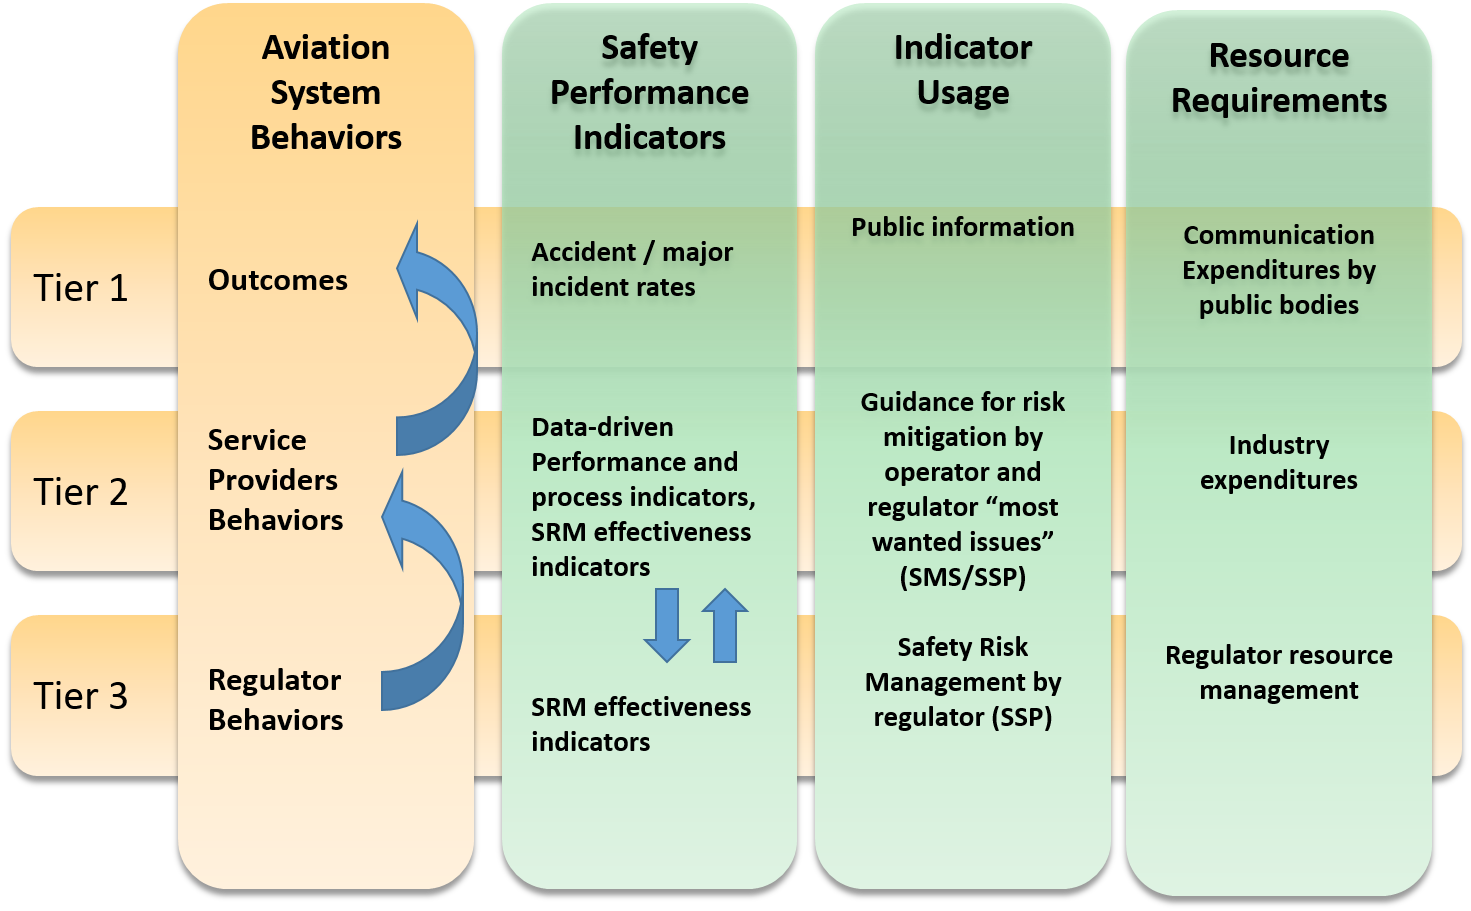 Aviation
System
Behaviors
Safety
Performance
Indicators
Indicator
Usage
Resource
Requirements
Tier 1
Outcomes
Accident / major
incident rates
Public information
Communication
Expenditures by
public bodies
Tier 2
Service
Providers
Behaviors
Data-driven
Performance and
process indicators,
SRM effectiveness
indicators
Guidance for risk
mitigation by
operator and
regulator “most
wanted issues”
(SMS/SSP)
Industry
expenditures
Tier 3
Regulator
Behaviors
SRM effectiveness
indicators
Safety Risk
Management by
regulator (SSP)
Regulator resource
management